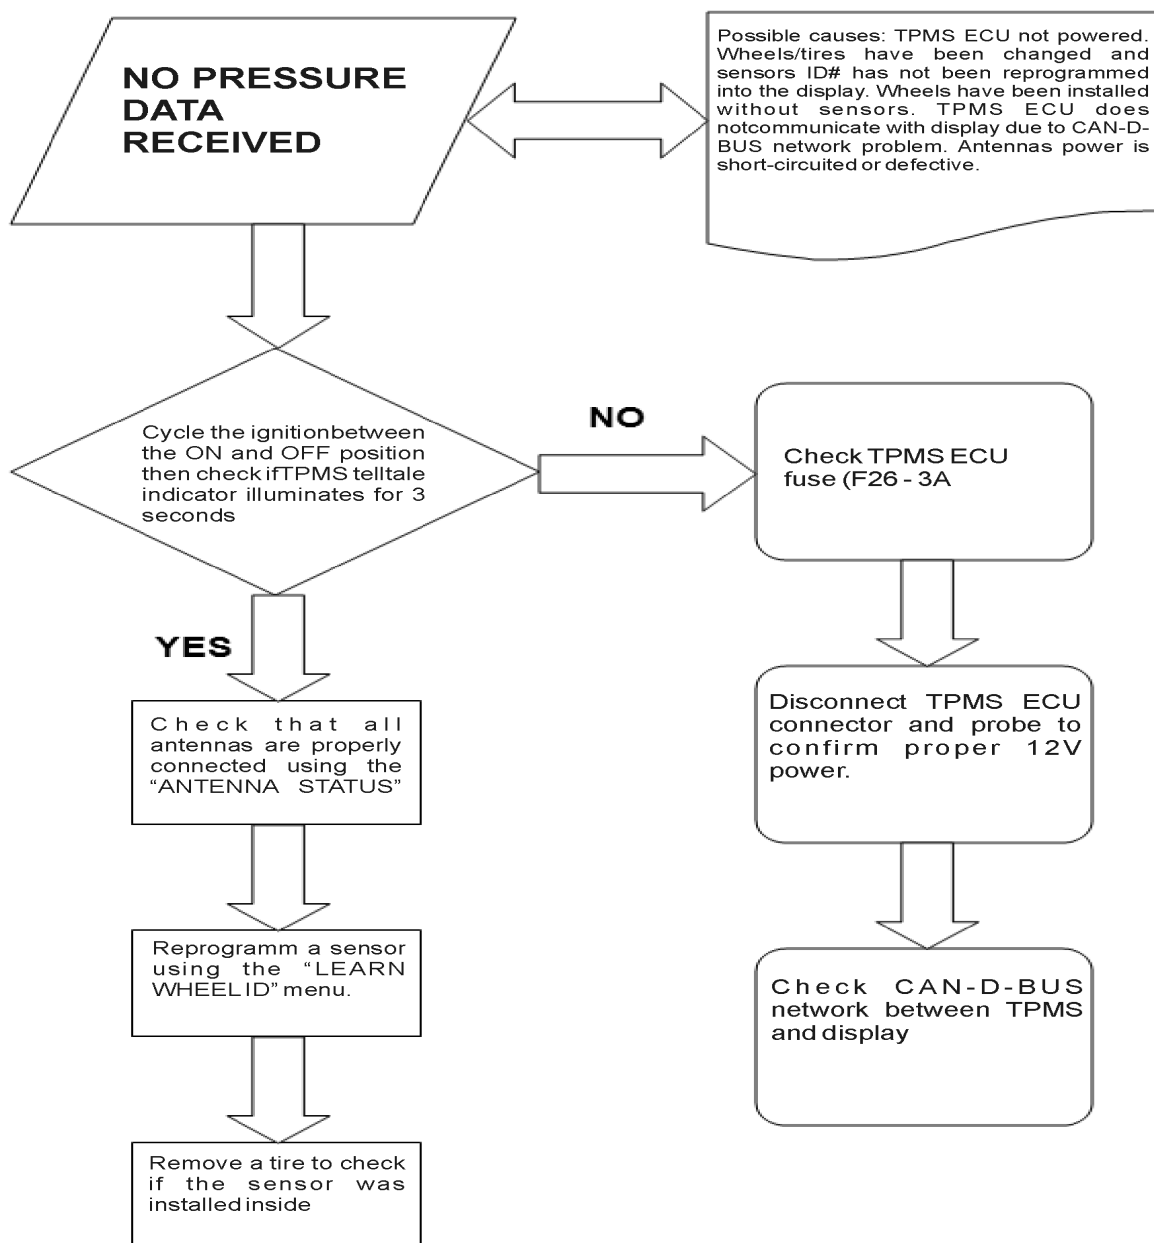 NO PRESSURE
DATA
RECEIVED
Possible causes: TPMS ECU not powered.
Wheels/tires have been changed and
sensors ID# has not been reprogrammed
into the display. Wheels have been installed
without sensors. TPMS ECU does
notcommunicate with display due to CAN-D-
BUS network problem. Antennas power is
short-circuited or defective.
Cycle the ignitionbetween
the ON and OFF position
then check ifTPMS telltale
indicator illuminates for 3
seconds
NO
Check TPMS ECU
fuse (F26 - 3A
YES
Check that all
antennas are properly
connected using the
“ANTENNA STATUS”
Disconnect TPMS ECU
connector and probe to
confirm proper 12V
power.
Reprogramm a sensor
using the “LEARN
WHEEL ID” menu.
Check CAN-D-BUS
network between TPMS
and display
Remove a tire to check
if the sensor was
installed inside